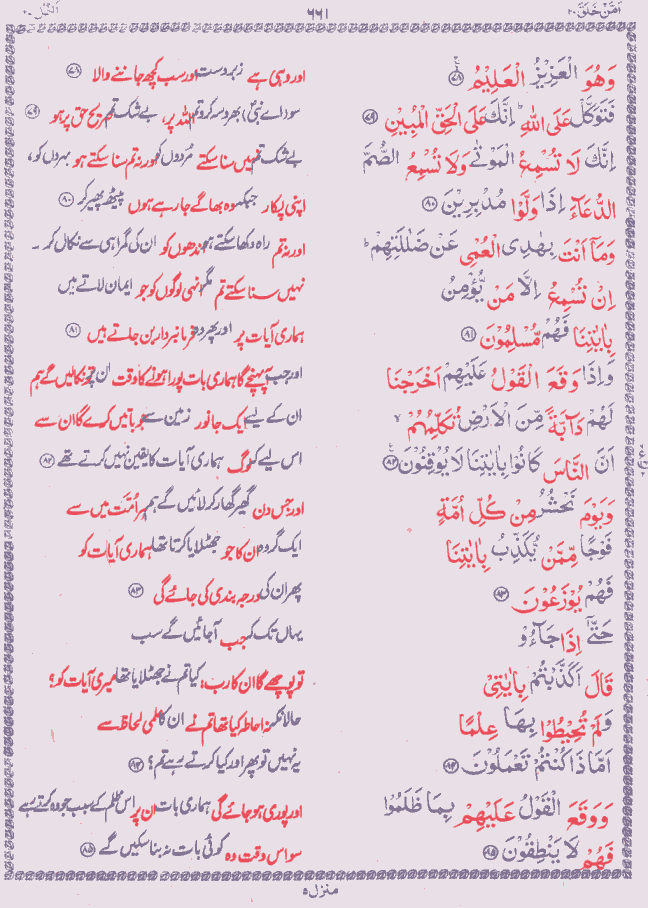 اَمَّنْ خَلَقَ ٢٠
٦٦١
اَلنَّمْل ٢٠
وَهُوَ الْعَزِيْزُ الْعَلِيْمُ ﴿٧٨﴾
اور وہی ہے زبردست اور سب کچھ جاننے والا ﴿٧٨﴾
فَتَوَكَّلْ عَلَى اللّٰهِ ؕ اِنَّكَ عَلَى الْحَقِّ الْمُبِيْنِ ﴿٧٩﴾
سو (اے نبیؐ) بھروسہ کرو تم اللہ پر، بے شک تم صریح حق پر ہو ﴿٧٩﴾
اِنَّكَ لَا تُسْمِعُ الْمَوْتٰى وَلَا تُسْمِعُ الصُّمَّ
بے شک تم نہیں سنا سکتے مُردوں کو اور نہ تم سنا سکتے ہو بہروں کو،
الدُّعَآءَ اِذَا وَلَّوْا مُدْبِرِيْنَ ﴿٨٠﴾
اپنی پکار جبکہ وہ بھاگے جا رہے ہوں پیٹھ پھیر کر ﴿٨٠﴾
وَمَاۤ اَنْتَ بِهٰدِى الْعُمْىِ عَنْ ضَلٰلَتِهِمْ ؕ
اور نہ تم راہ دکھا سکتے ہو اندھوں کو ان کی گمراہی سے نکال کر۔
اِنْ تُسْمِعُ اِلَّا مَنْ يُّؤْمِنُ
نہیں سنا سکتے تم مگر انہی لوگوں کو جو ایمان لاتے ہیں
بِاٰيٰتِنَا فَهُمْ مُّسْلِمُوْنَ ﴿٨١﴾
ہماری آیات پر اور پھر وہ فرمانبردار بن جاتے ہیں ﴿٨١﴾
وَاِذَا وَقَعَ الْقَوْلُ عَلَيْهِمْ اَخْرَجْنَا
اور جب آ پہنچے گا ہماری بات پورا ہونے کا وقت ان پر تو نکالیں گے ہم
لَهُمْ دَآبَّةً مِّنَ الْاَرْضِ تُكَلِّمُهُمْ ۙ
ان کے لیے ایک جانور زمین سے جو باتیں کرے گا ان سے
اَنَّ النَّاسَ كَانُوْا بِاٰيٰتِنَا لَا يُوْقِنُوْنَ ﴿٨٢﴾
اس لیے کہ لوگ ہماری آیات کا یقین نہیں کرتے تھے ﴿٨٢﴾
وَيَوْمَ نَحْشُرُ مِنْ كُلِّ اُمَّةٍ
اور جس دن گھیر گھار کر لائیں گے ہم ہر اُمّت میں سے
فَوْجًا مِّمَّنْ يُّكَذِّبُ بِاٰيٰتِنَا
ایک گروہ ان کا جو جھٹلایا کرتا تھا ہماری آیات کو
فَهُمْ يُوْزَعُوْنَ ﴿٨٣﴾
پھر ان کی درجہ بندی کی جائے گی ﴿٨٣﴾
حَتّٰۤى اِذَا جَآءُوْ
یہاں تک کہ جب آ جائیں گے سب
قَالَ اَكَذَّبْتُمْ بِاٰيٰتِىْ
تو پوچھے گا ان کا رب، کیا تم نے جھٹلایا تھا میری آیات کو؟
وَلَمْ تُحِيْطُوْا بِهَا عِلْمًا
حالانکہ نہ احاطہ کیا تھا تم نے ان کا علمی لحاظ سے
اَمَّا ذَا كُنْتُمْ تَعْمَلُوْنَ ﴿٨٤﴾
یہ نہیں تو پھر اور کیا کرتے رہے تم؟ ﴿٨٤﴾
وَوَقَعَ الْقَوْلُ عَلَيْهِمْ بِمَا ظَلَمُوْا
اور پوری ہو جائے گی ہماری بات ان پر اس ظلم کے سبب جو وہ کرتے رہے
فَهُمْ لَا يَنْطِقُوْنَ ﴿٨٥﴾
سو اس وقت وہ کوئی بات نہ بنا سکیں گے ﴿٨٥﴾
منزل ٥